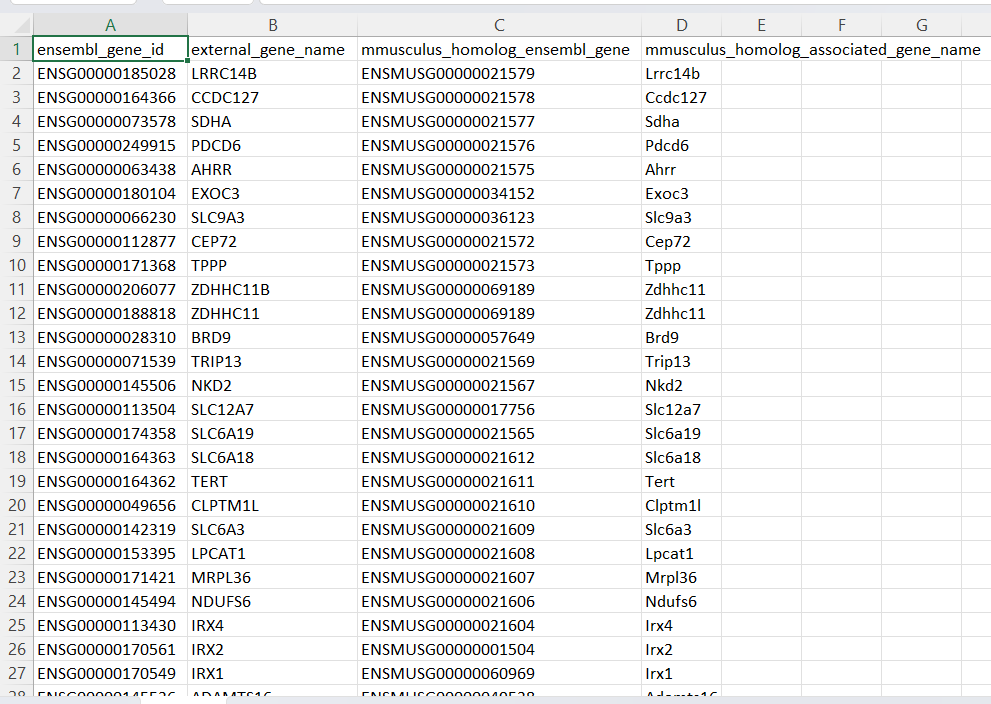 A B C D E F G
1 ensembl_gene_id external_gene_name mmusculus_homolog_ensembl_gene mmusculus_homolog_associated_gene_name
2 ENSG00000185028 LRRC14B ENSMUSG00000021579 Lrrc14b
3 ENSG00000164366 CCDC127 ENSMUSG00000021578 Ccdc127
4 ENSG00000073578 SDHA ENSMUSG00000021577 Sdha
5 ENSG00000249915 PDCD6 ENSMUSG00000021576 Pdcd6
6 ENSG00000063438 AHRR ENSMUSG00000021575 Ahrr
7 ENSG00000180104 EXOC3 ENSMUSG00000034152 Exoc3
8 ENSG00000066230 SLC9A3 ENSMUSG00000036123 Slc9a3
9 ENSG00000112877 CEP72 ENSMUSG00000021572 Cep72
10 ENSG00000171368 TPPP ENSMUSG00000021573 Tppp
11 ENSG00000206077 ZDHHC11B ENSMUSG00000069189 Zdhhc11
12 ENSG00000188818 ZDHHC11 ENSMUSG00000069189 Zdhhc11
13 ENSG00000028310 BRD9 ENSMUSG00000057649 Brd9
14 ENSG00000071539 TRIP13 ENSMUSG00000021569 Trip13
15 ENSG00000145506 NKD2 ENSMUSG00000021567 Nkd2
16 ENSG00000113504 SLC12A7 ENSMUSG00000017756 Slc12a7
17 ENSG00000174358 SLC6A19 ENSMUSG00000021565 Slc6a19
18 ENSG00000164363 SLC6A18 ENSMUSG00000021612 Slc6a18
19 ENSG00000164362 TERT ENSMUSG00000021611 Tert
20 ENSG00000049656 CLPTM1L ENSMUSG00000021610 Clptm1l
21 ENSG00000142319 SLC6A3 ENSMUSG00000021609 Slc6a3
22 ENSG00000153395 LPCAT1 ENSMUSG00000021608 Lpcat1
23 ENSG00000171421 MRPL36 ENSMUSG00000021607 Mrpl36
24 ENSG00000145494 NDUFS6 ENSMUSG00000021606 Ndufs6
25 ENSG00000113430 IRX4 ENSMUSG00000021604 Irx4
26 ENSG00000170561 IRX2 ENSMUSG00000001504 Irx2
27 ENSG00000170549 IRX1 ENSMUSG00000060969 Irx1
28 ADAMTS16 Adamts16